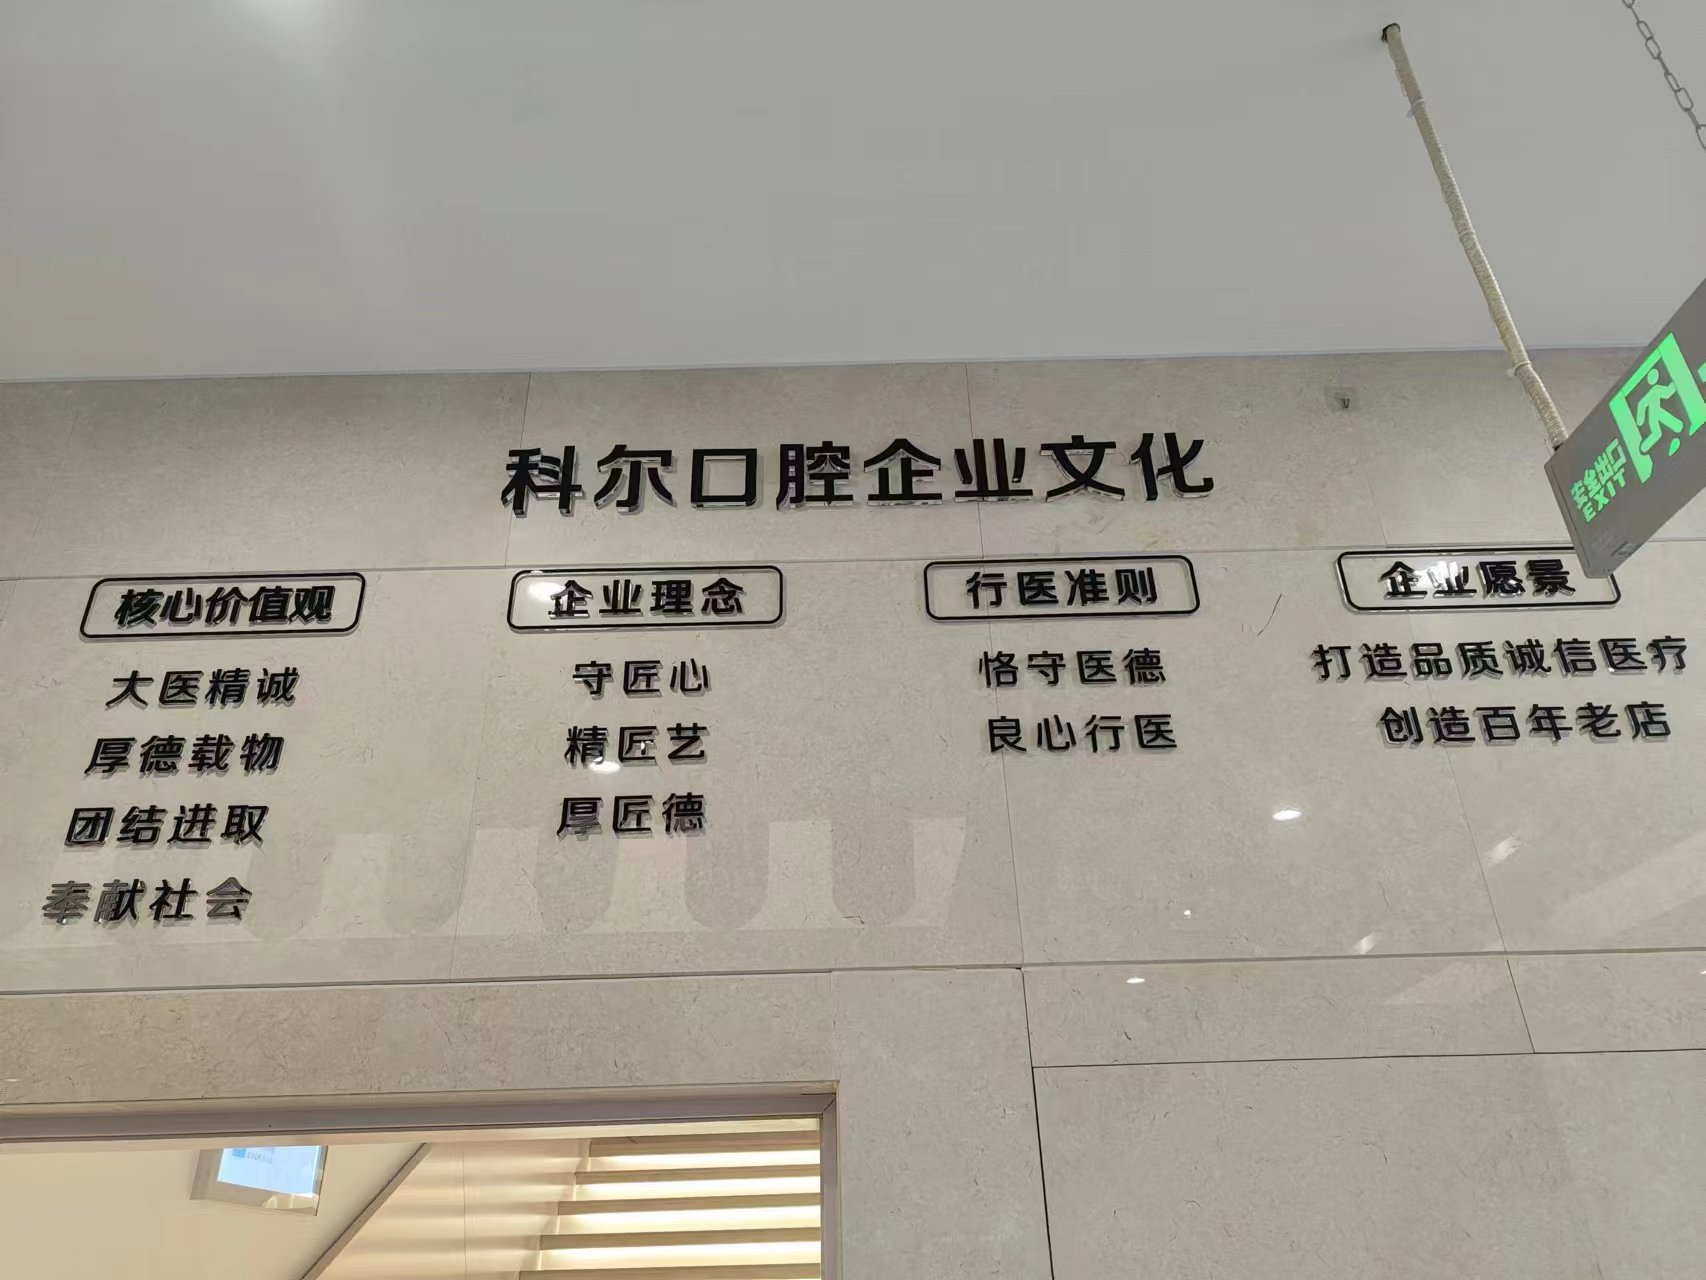 科尔口腔企业文化
核心价值观
大医精诚
厚德载物
团结进取
奉献社会
企业理念
守匠心
精匠艺
厚匠德
行医准则
恪守医德
良心行医
企业愿景
打造品质诚信医疗
创造百年老店
安全出口
EXIT